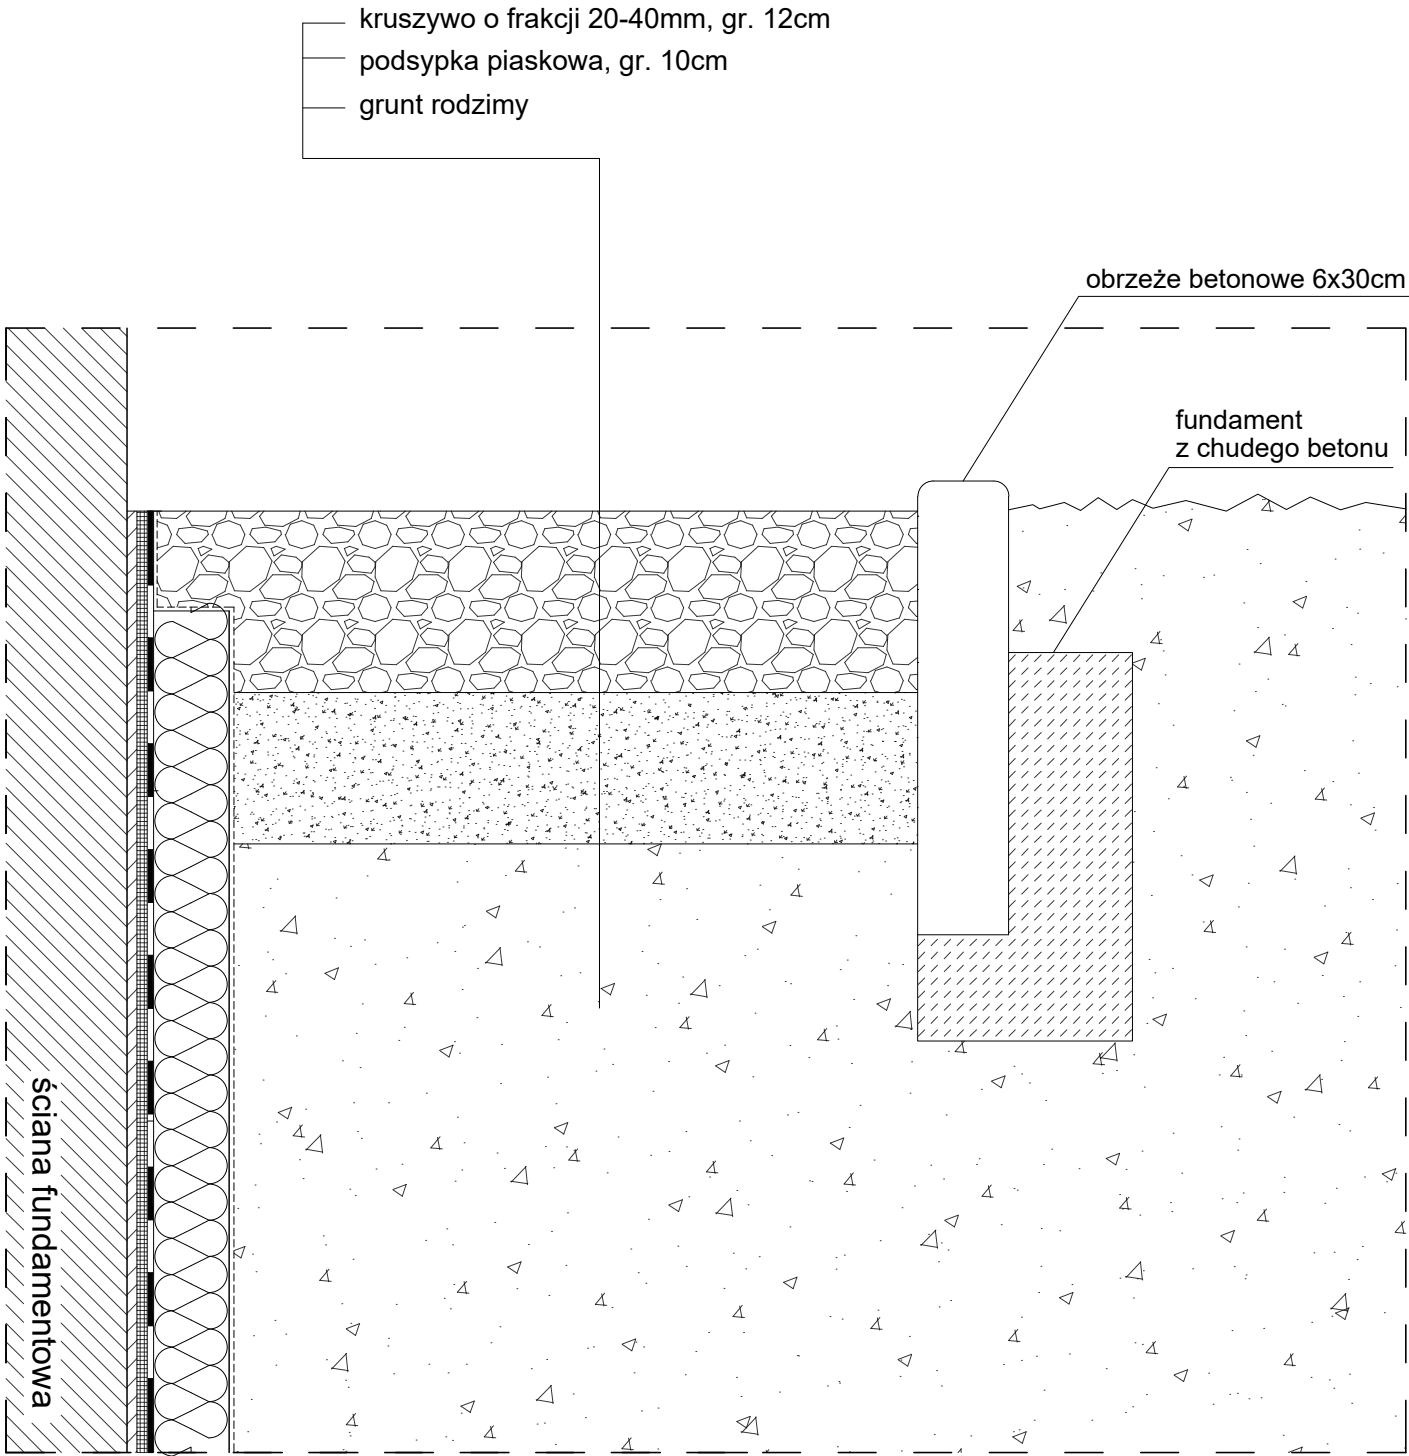 kruszywo o frakcji 20-40mm, gr. 12cm
podsypka piaskowa, gr. 10cm
grunt rodzimy
obrzeże betonowe 6x30cm
fundament
z chudego betonu
ściana fundamentowa